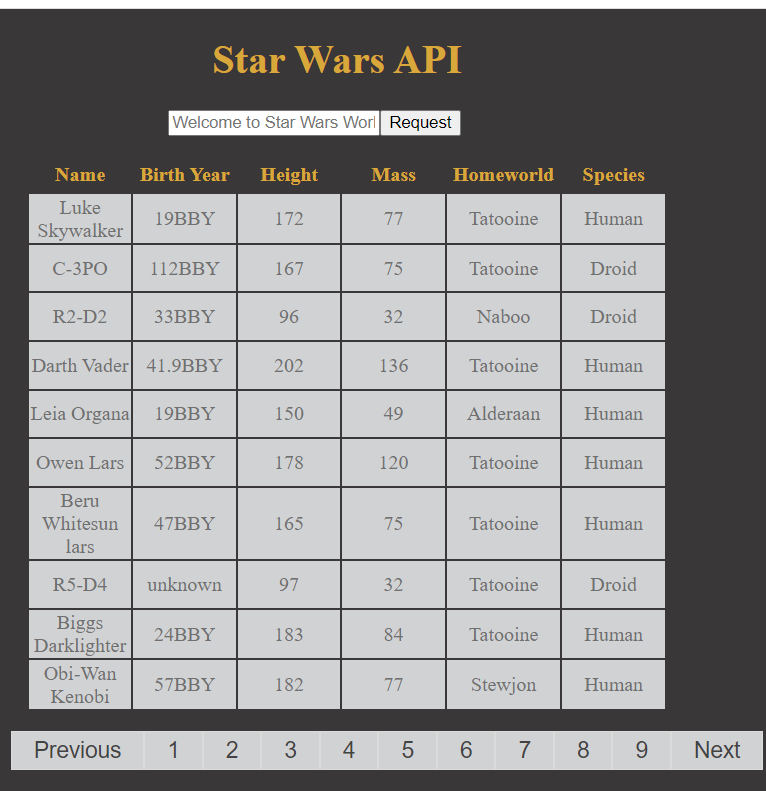 Star Wars API
Welcome to Star Wars Worl Request
Name Birth Year Height Mass Homeworld Species
Luke Skywalker 19BBY 172 77 Tatooine Human
C-3PO 112BBY 167 75 Tatooine Droid
R2-D2 33BBY 96 32 Naboo Droid
Darth Vader 41.9BBY 202 136 Tatooine Human
Leia Organa 19BBY 150 49 Alderaan Human
Owen Lars 52BBY 178 120 Tatooine Human
Beru Whitesun lars 47BBY 165 75 Tatooine Human
R5-D4 unknown 97 32 Tatooine Droid
Biggs Darklighter 24BBY 183 84 Tatooine Human
Obi-Wan Kenobi 57BBY 182 77 Stewjon Human
Previous 1 2 3 4 5 6 7 8 9 Next